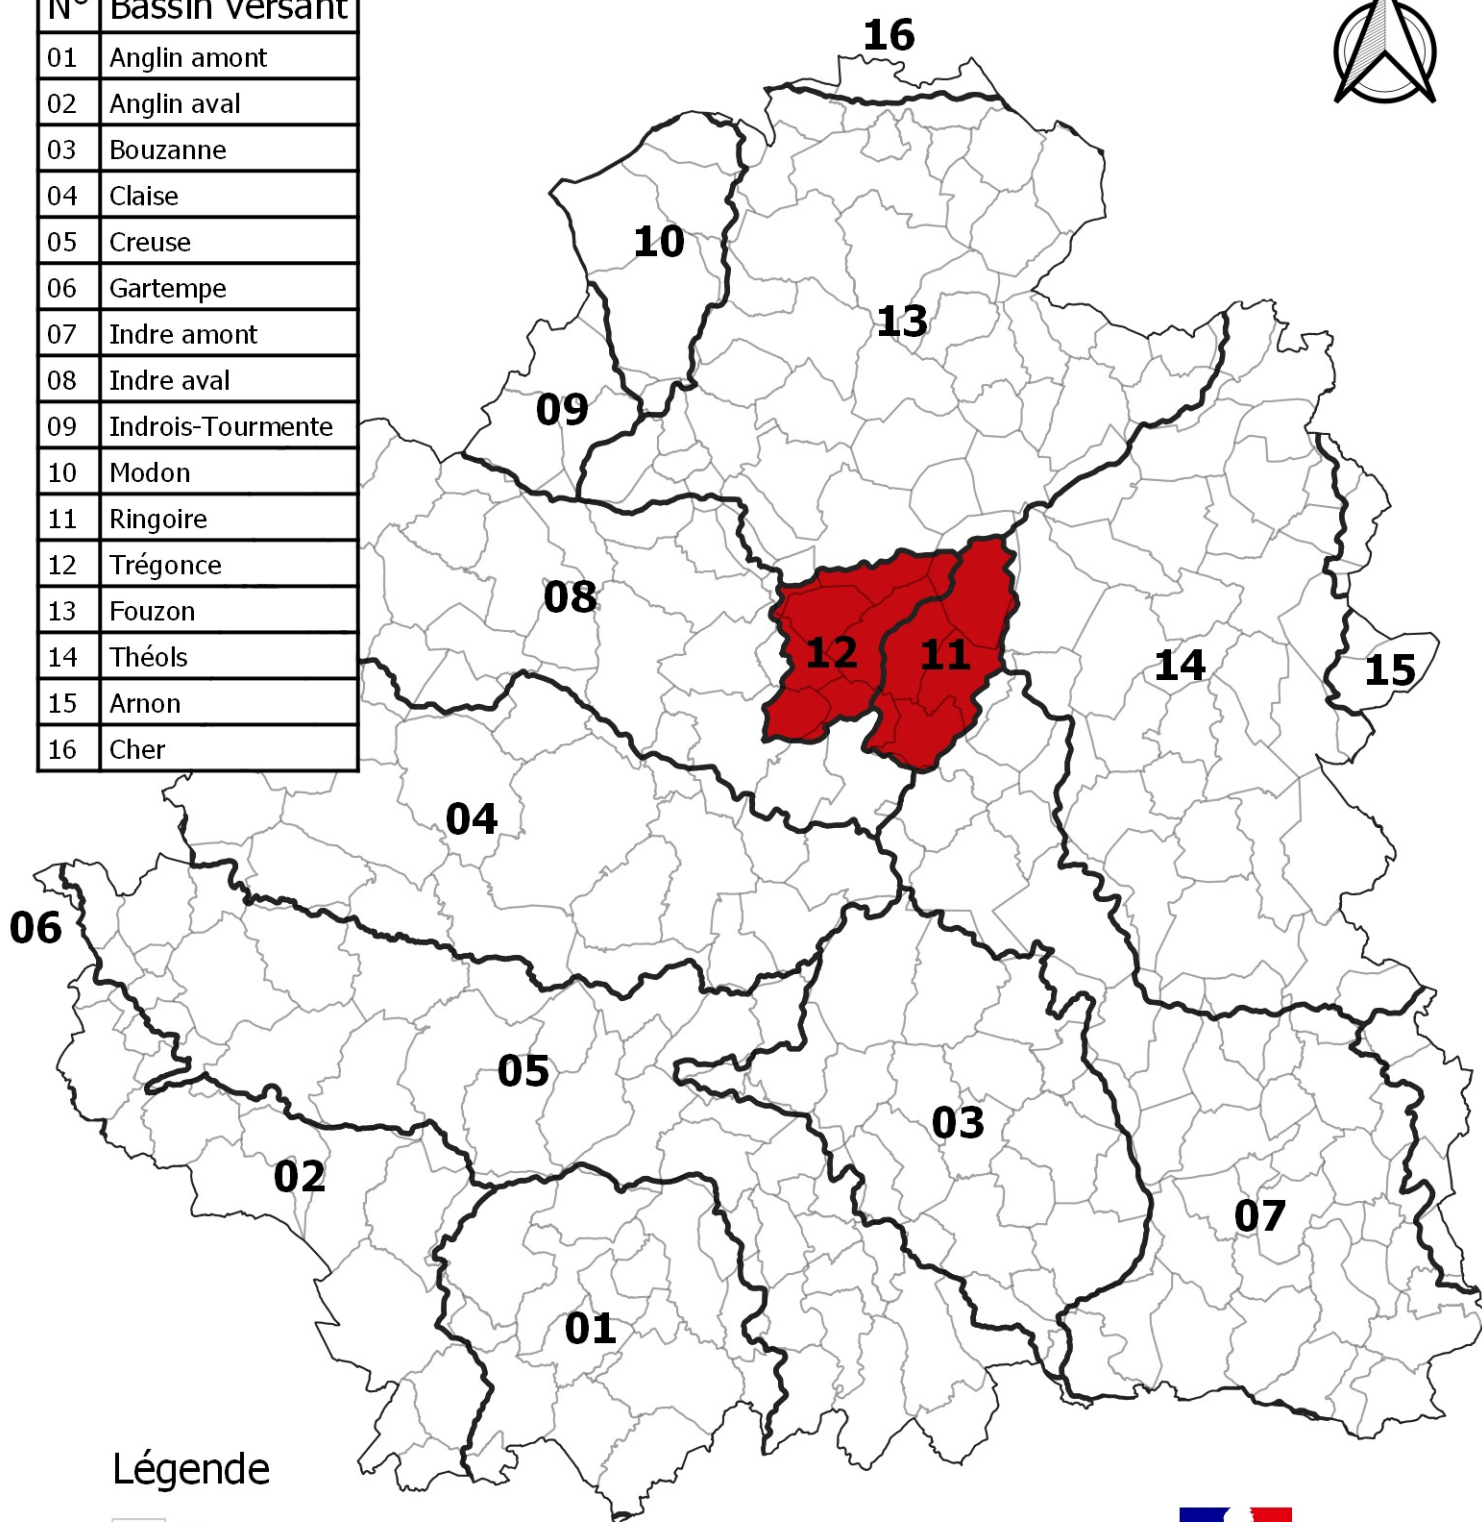 N° Bassin versant
01 Anglin amont
02 Anglin aval
03 Bouzanne
04 Claise
05 Creuse
06 Gartempe
07 Indre amont
08 Indre aval
09 Indrois-Tourmente
10 Modon
11 Ringoire
12 Trégonce
13 Fouzon
14 Théols
15 Arnon
16 Cher
16
10
13
09
08
12
11
14
15
04
06
05
03
02
07
01
Légende